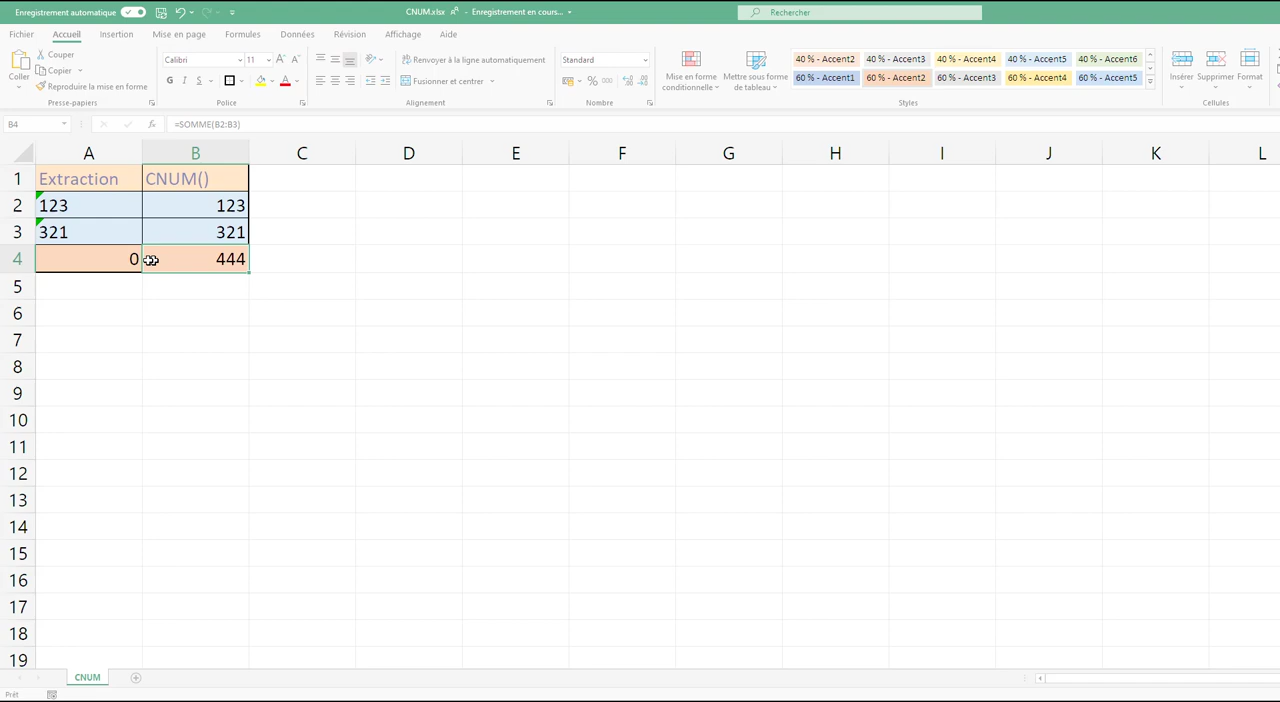 Enregistrement automatique
CNUM.xlsx
- Enregistrement en cours...
Rechercher
Fichier Accueil Insertion Mise en page Formules Données Révision Affichage Aide
Coller
Couper
Copier
Reproduire la mise en forme
Presse-papiers
Calibri 11
G I S
Police
Renvoyer à la ligne automatiquement
Fusionner et centrer
Alignement
Standard
% 000
Nombre
Mise en forme conditionnelle
Mettre sous forme de tableau
40 % - Accent2 40 % - Accent3 40 % - Accent4 40 % - Accent5 40 % - Accent6
60 % - Accent1 60 % - Accent2 60 % - Accent3 60 % - Accent4 60 % - Accent5
Styles
Insérer Supprimer Format
Cellules
B4 fx =SOMME(B2:B3)
A B C D E F G H I J K L
1 Extraction CNUM()
2 123 123
3 321 321
4 0 444
5
6
7
8
9
10
11
12
13
14
15
16
17
18
19
CNUM
Prêt